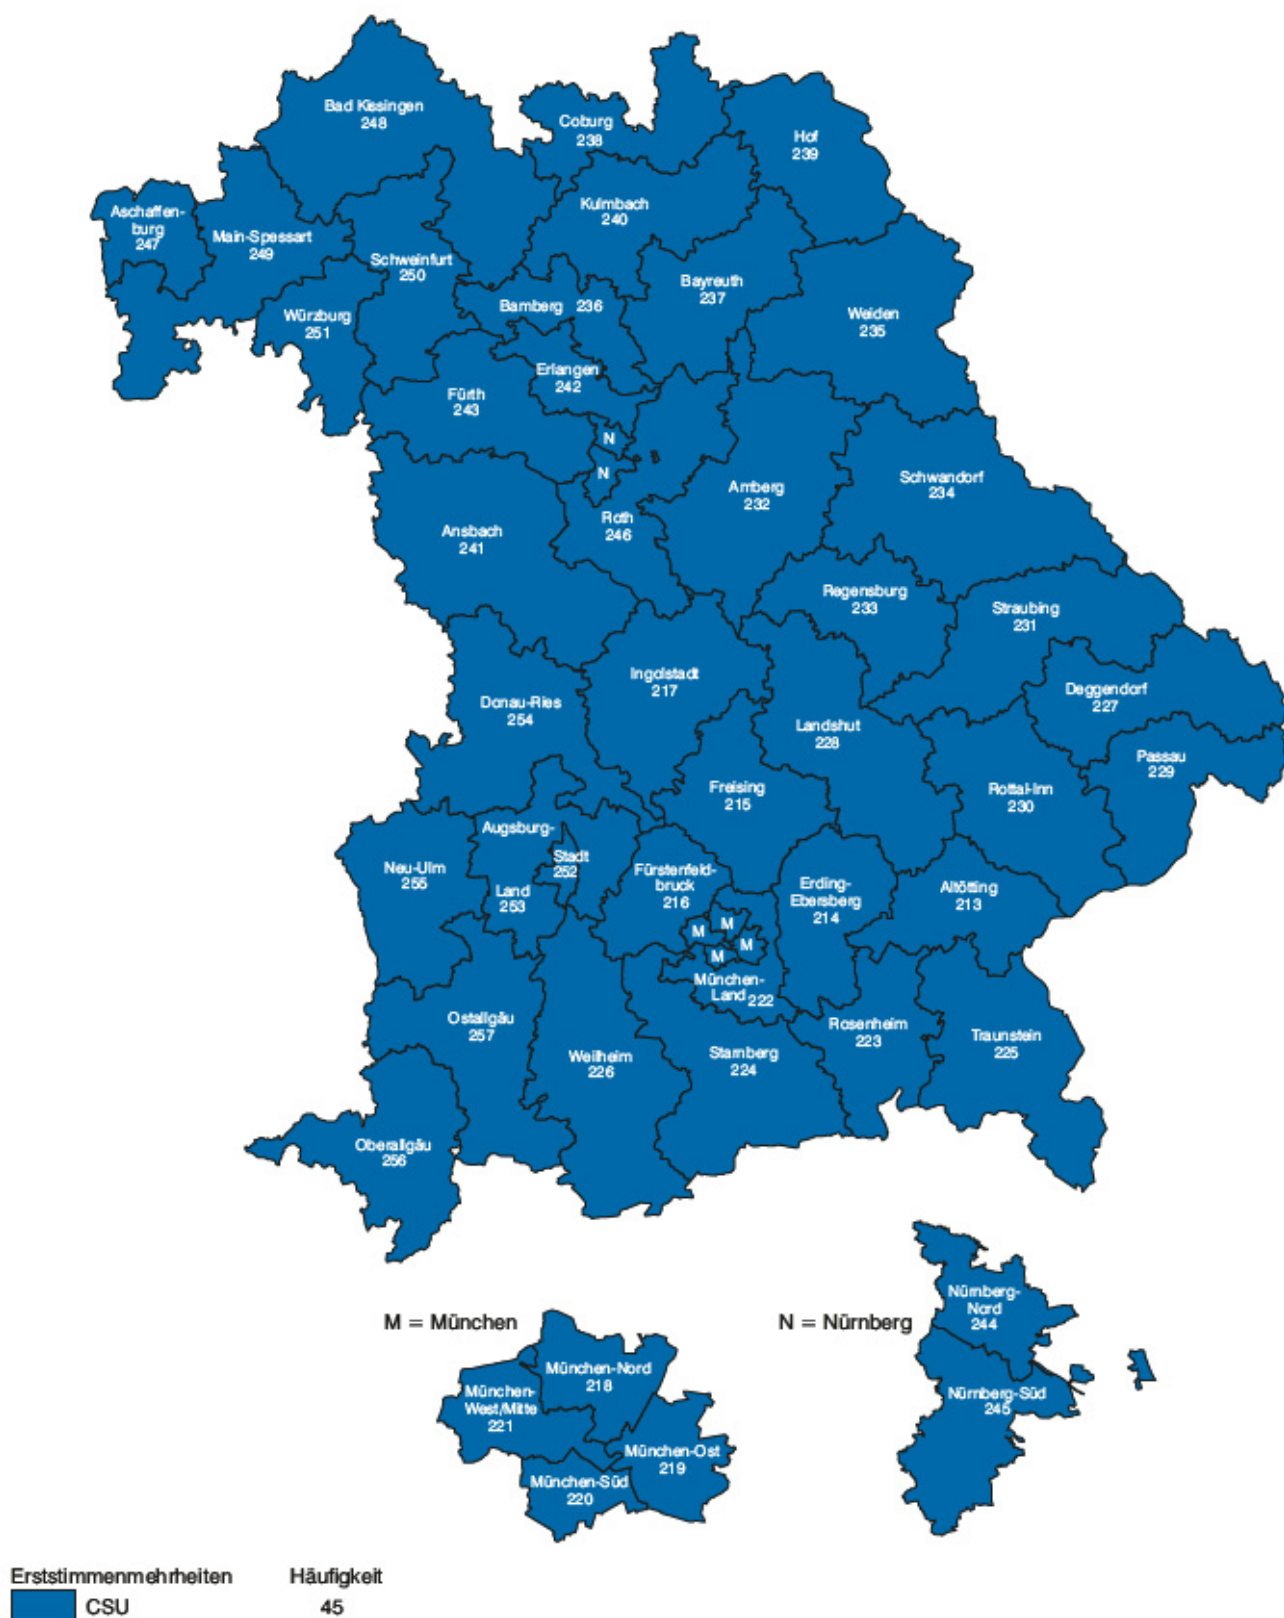 Bad Kissingen
248
Coburg
238
Hof
239
Aschaffen-
burg
247
Main-Spessart
249
Kulmbach
240
Schweinfurt
250
Bayreuth
237
Würzburg
251
Bamberg 236
Weiden
235
Erlangen
242
Fürth
243
N
N
Amberg
232
Schwandorf
234
Ansbach
241
Roth
246
Regensburg
233
Straubing
231
Ingolstadt
217
Deggendorf
227
Donau-Ries
254
Landshut
228
Passau
229
Freising
215
Rottal-Inn
230
Augsburg-
Stadt
252
Land
253
Neu-Ulm
255
Fürstenfeld-
bruck
216
Erding-
Ebersberg
214
Altötting
213
M
M
M
M
München-
Land 222
Ostallgäu
257
Weilheim
226
Starnberg
224
Rosenheim
223
Traunstein
225
Oberallgäu
256
M = München
München-Nord
218
München-
West/Mitte
221
München-Ost
219
München-Süd
220
N = Nürnberg
Nürnberg-
Nord
244
Nürnberg-Süd
245
Erststimmenmehrheiten Häufigkeit
CSU 45